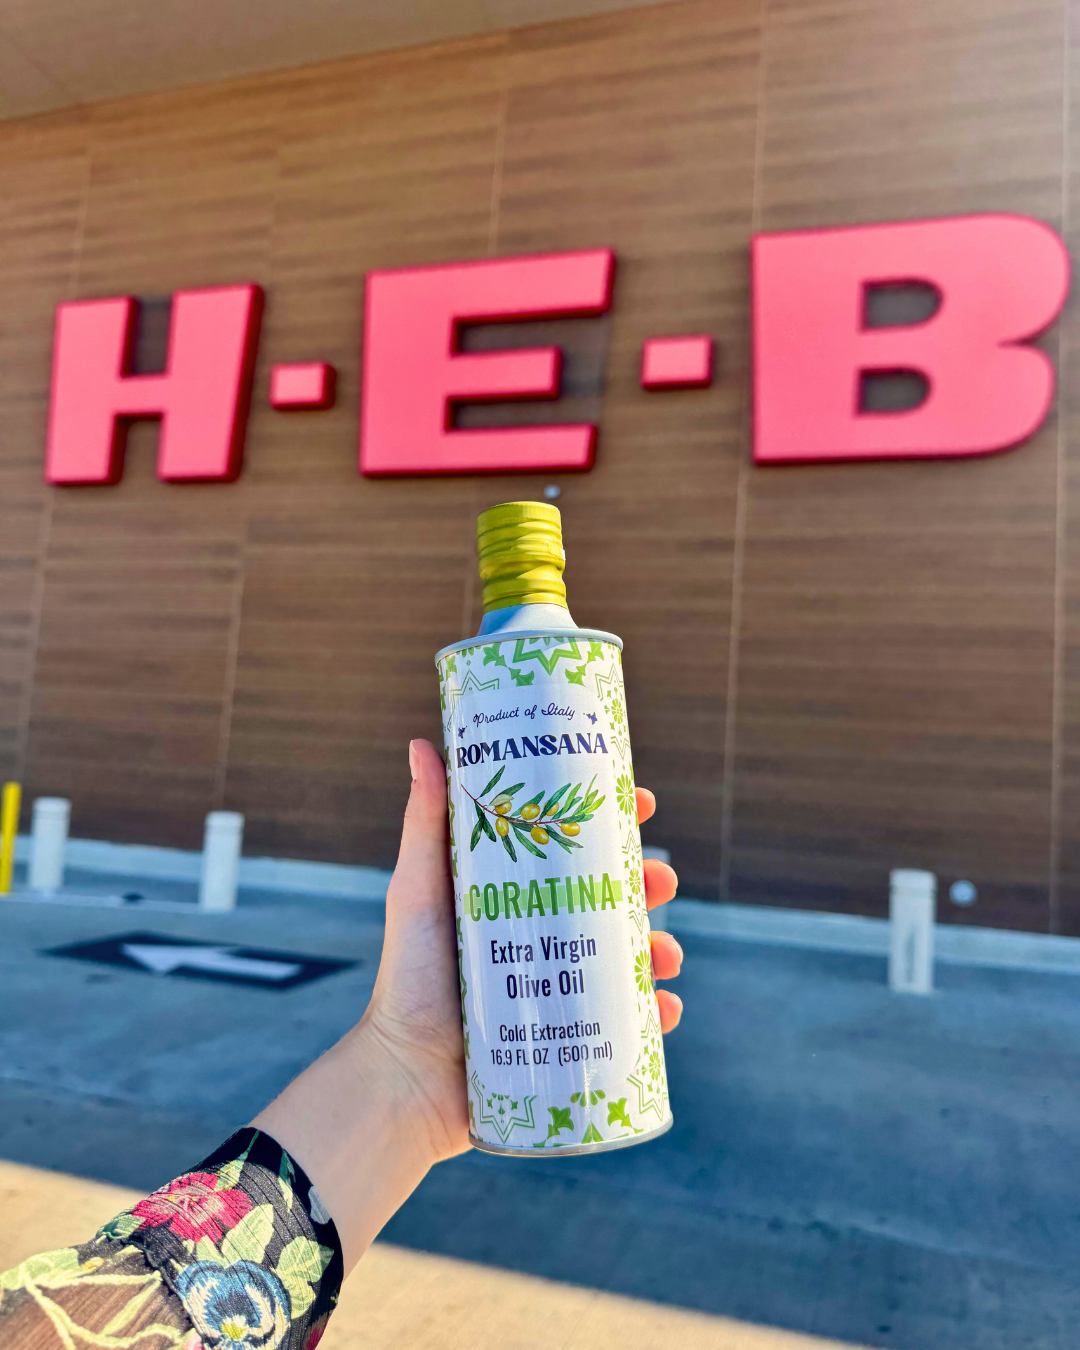 H-E-B
Product of Italy
ROMANSANA
CORATINA
Extra Virgin
Olive Oil
Cold Extraction
16.9 FL OZ (500 ml)